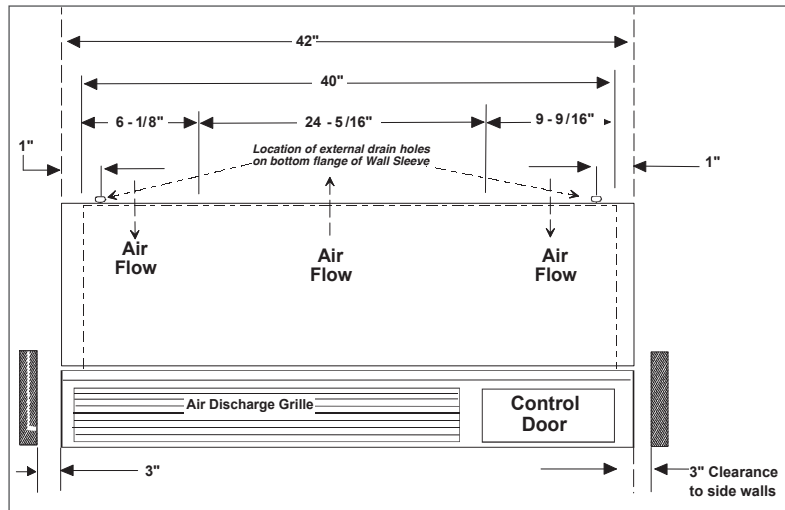 42"
40"
6 - 1/8"
24 - 5/16"
9 - 9/16"
1"
Location of external drain holes
on bottom flange of Wall Sleeve
1"
Air
Flow
Air
Flow
Air
Flow
Air Discharge Grille
Control
Door
3"
3" Clearance
to side walls